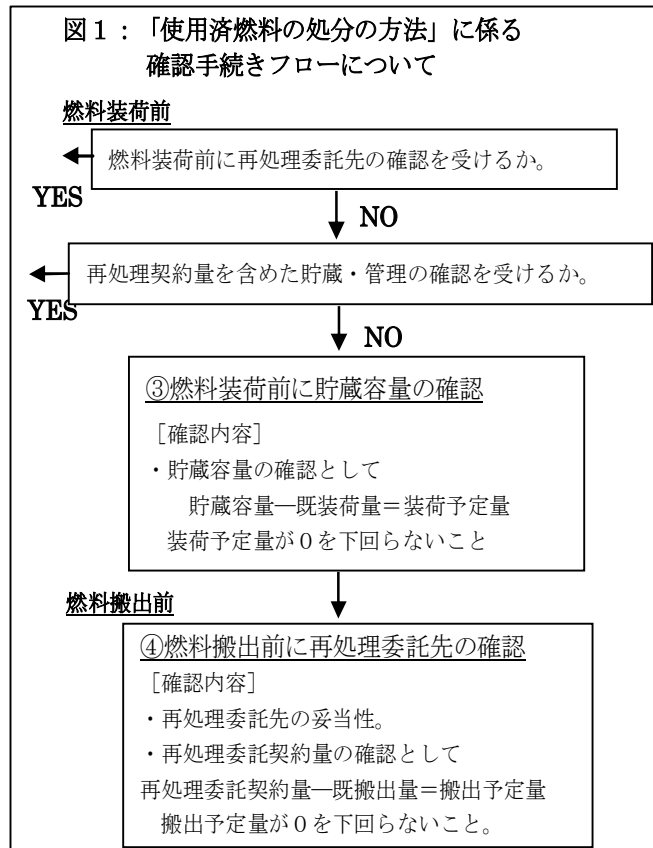 図１：「使用済燃料の処分の方法」に係る
確認手続きフローについて
燃料装荷前
燃料装荷前に再処理委託先の確認を受けるか。
YES
NO
再処理契約量を含めた貯蔵・管理の確認を受けるか。
YES
NO
③燃料装荷前に貯蔵容量の確認
［確認内容］
・貯蔵容量の確認として
貯蔵容量―既装荷量＝装荷予定量
装荷予定量が０を下回らないこと
燃料搬出前
④燃料搬出前に再処理委託先の確認
［確認内容］
・再処理委託先の妥当性。
・再処理委託契約量の確認として
再処理委託契約量―既搬出量＝搬出予定量
搬出予定量が０を下回らないこと。